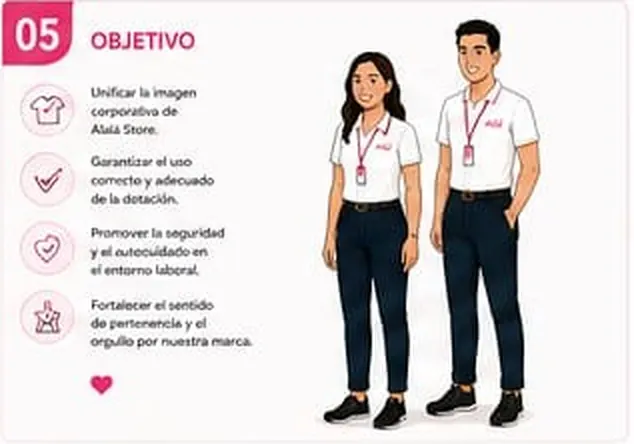 05
OBJETIVO
Unificar la imagen
corporativa de
Alalá Store.
Garantizar el uso
correcto y adecuado
de la dotación.
Promover la seguridad
y el autocuidado en
el entorno laboral.
Fortalecer el sentido
de pertenencia y el
orgullo por nuestra marca.